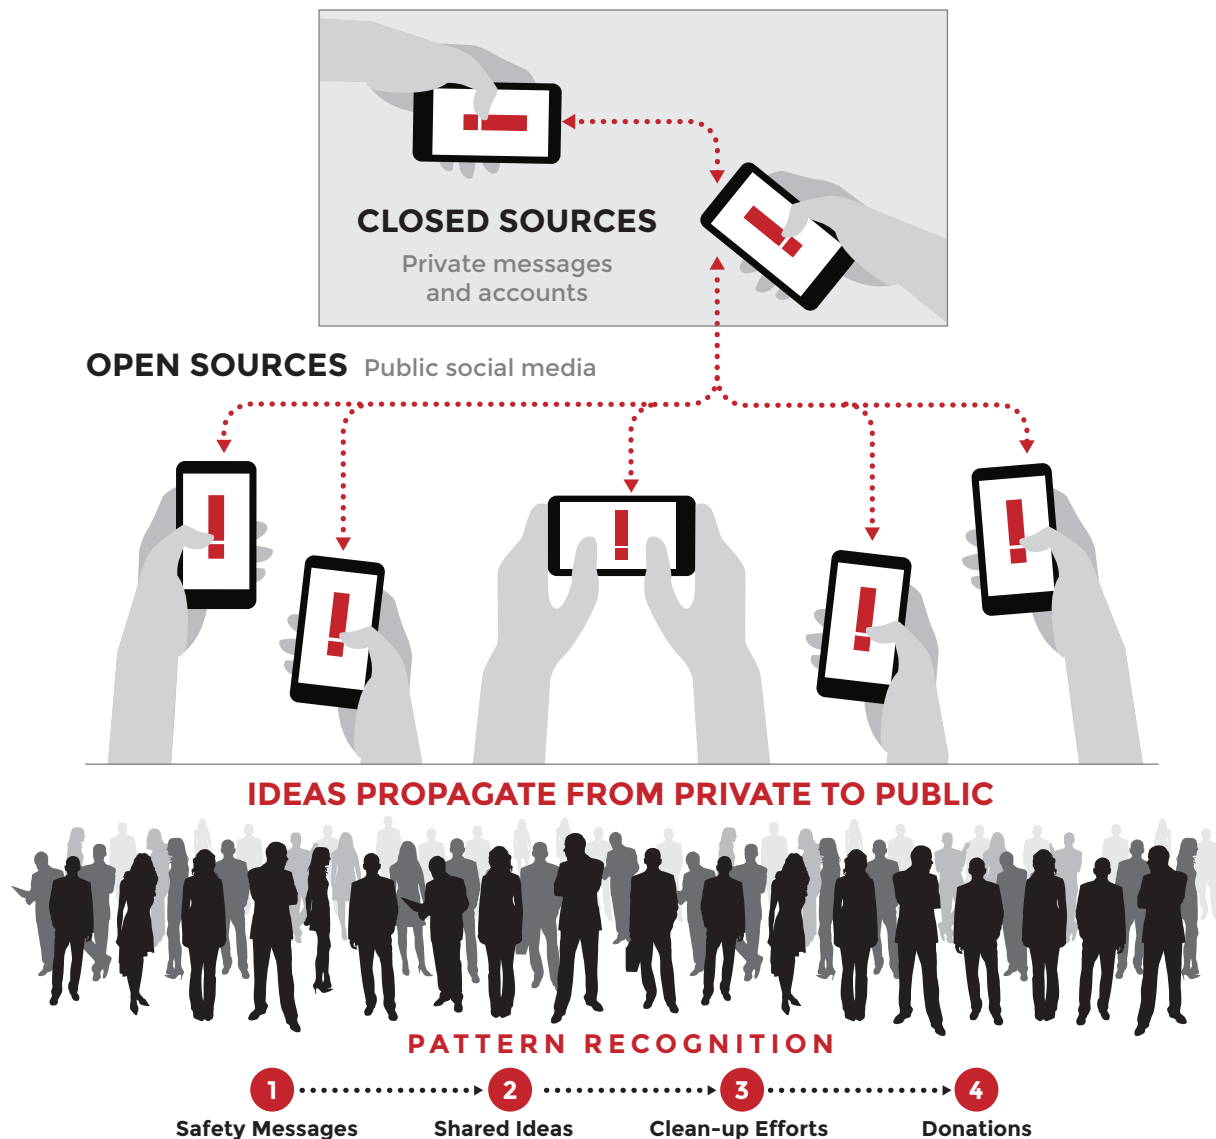 CLOSED SOURCES
Private messages
and accounts
OPEN SOURCES Public social media
IDEAS PROPAGATE FROM PRIVATE TO PUBLIC
PATTERN RECOGNITION
1 2 3 4
Safety Messages Shared Ideas Clean-up Efforts Donations